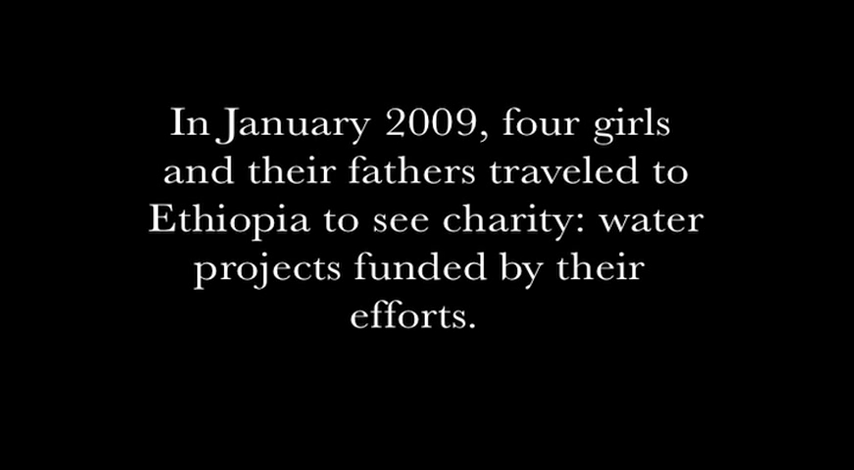 In January 2009, four girls
and their fathers traveled to
Ethiopia to see charity: water
projects funded by their
efforts.